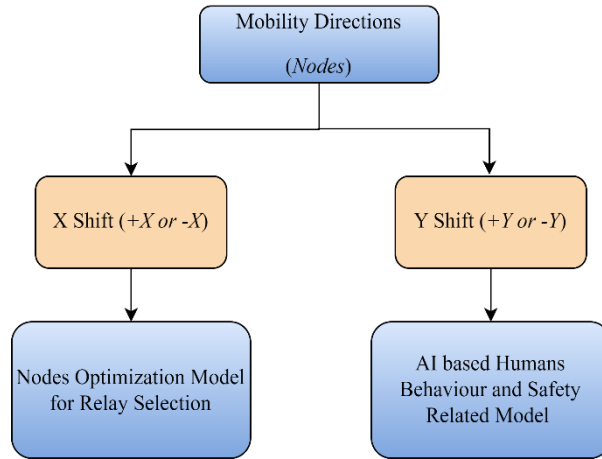 Mobility Directions
(Nodes)
X Shift (+X or -X)
Y Shift (+Y or -Y)
Nodes Optimization Model
for Relay Selection
AI based Humans
Behaviour and Safety
Related Model